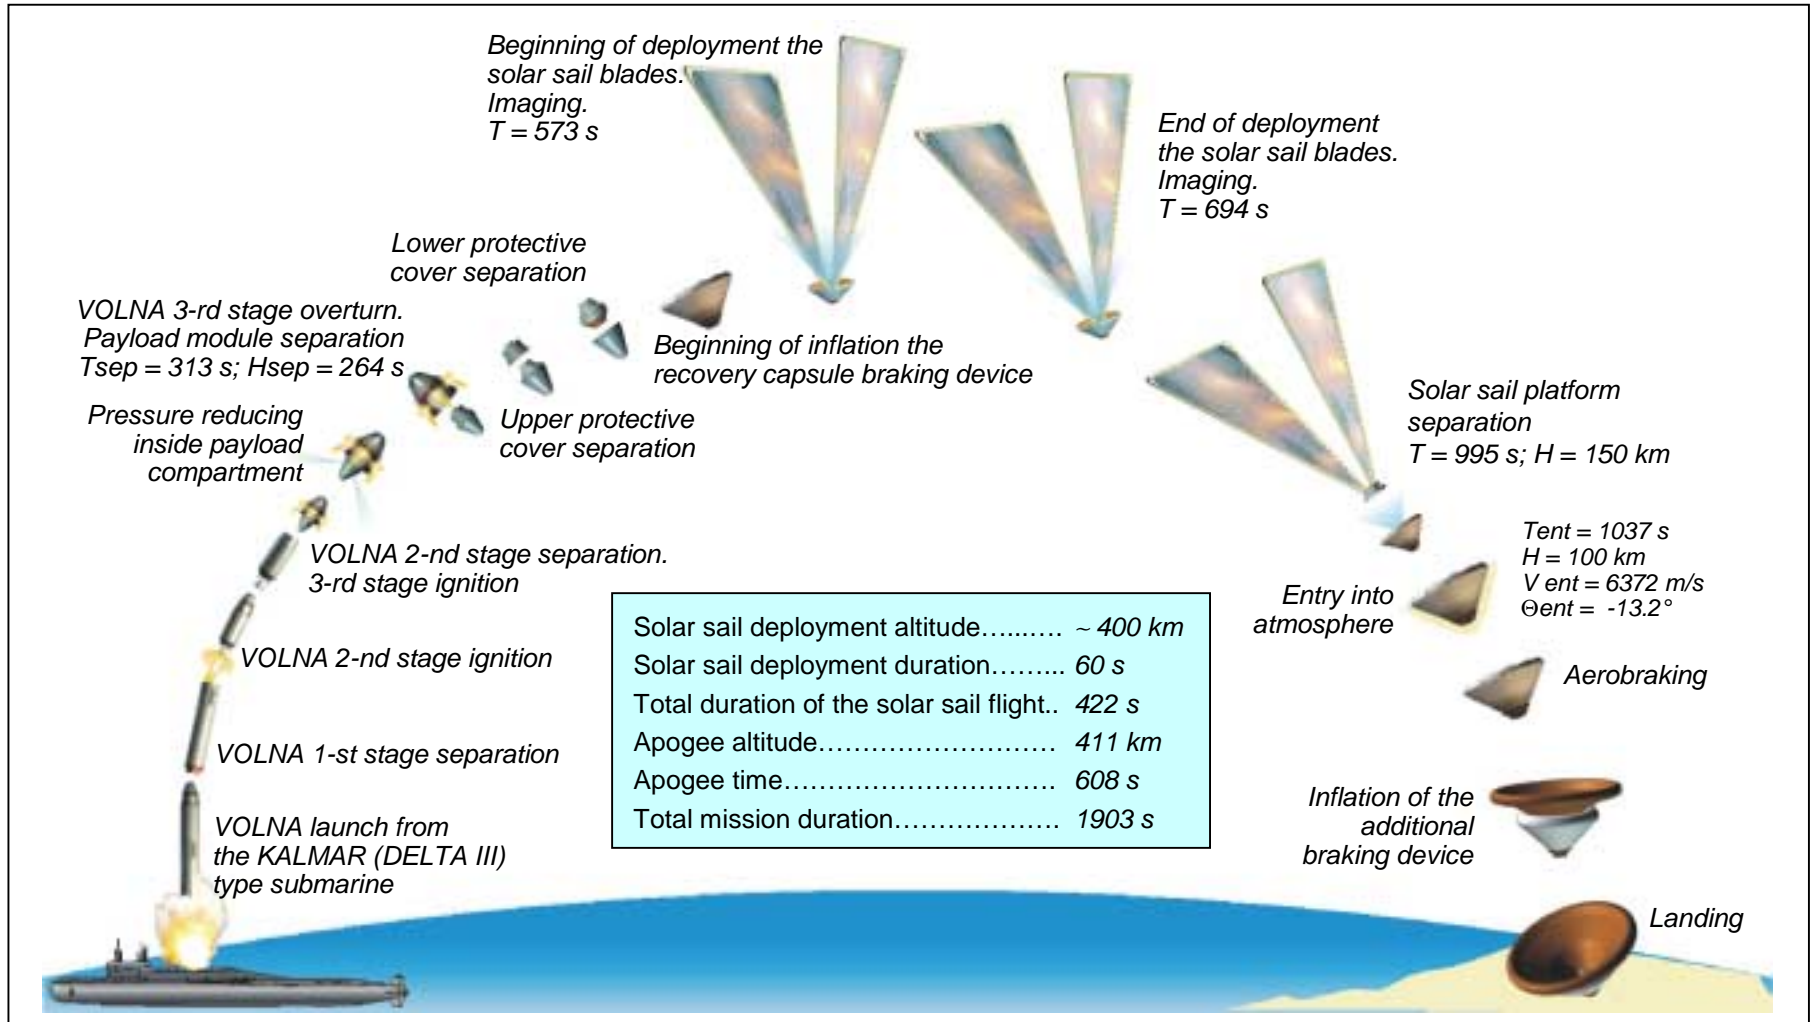 Beginning of deployment the
solar sail blades.
Imaging.
T = 573 s
End of deployment
the solar sail blades.
Imaging.
T = 694 s
Lower protective
cover separation
VOLNA 3-rd stage overturn.
Payload module separation
Tsep = 313 s; Hsep = 264 s
Beginning of inflation the
recovery capsule braking device
Pressure reducing
inside payload
compartment
Upper protective
cover separation
Solar sail platform
separation
T = 995 s; H = 150 km
VOLNA 2-nd stage separation.
3-rd stage ignition
Tent = 1037 s
H = 100 km
V ent = 6372 m/s
Θent = -13.2°
Entry into
atmosphere
VOLNA 2-nd stage ignition
Aerobraking
VOLNA 1-st stage separation
Solar sail deployment altitude…...…. ~ 400 km
Solar sail deployment duration……... 60 s
Total duration of the solar sail flight.. 422 s
Apogee altitude……………………… 411 km
Apogee time…………………………. 608 s
Total mission duration………………. 1903 s
VOLNA launch from
the KALMAR (DELTA III)
type submarine
Inflation of the
additional
braking device
Landing